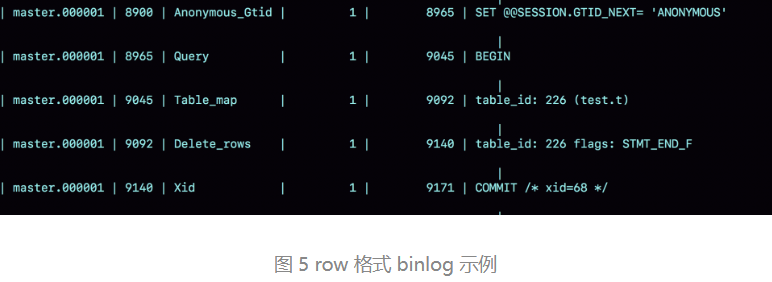 | master.000001 | 8900 | Anonymous_Gtid | 1 | 8965 | SET @@SESSION.GTID_NEXT= 'ANONYMOUS'
|
| master.000001 | 8965 | Query | 1 | 9045 | BEGIN
|
| master.000001 | 9045 | Table_map | 1 | 9092 | table_id: 226 (test.t)
|
| master.000001 | 9092 | Delete_rows | 1 | 9140 | table_id: 226 flags: STMT_END_F
|
| master.000001 | 9140 | Xid | 1 | 9171 | COMMIT /* xid=68 */
图 5 row 格式 binlog 示例